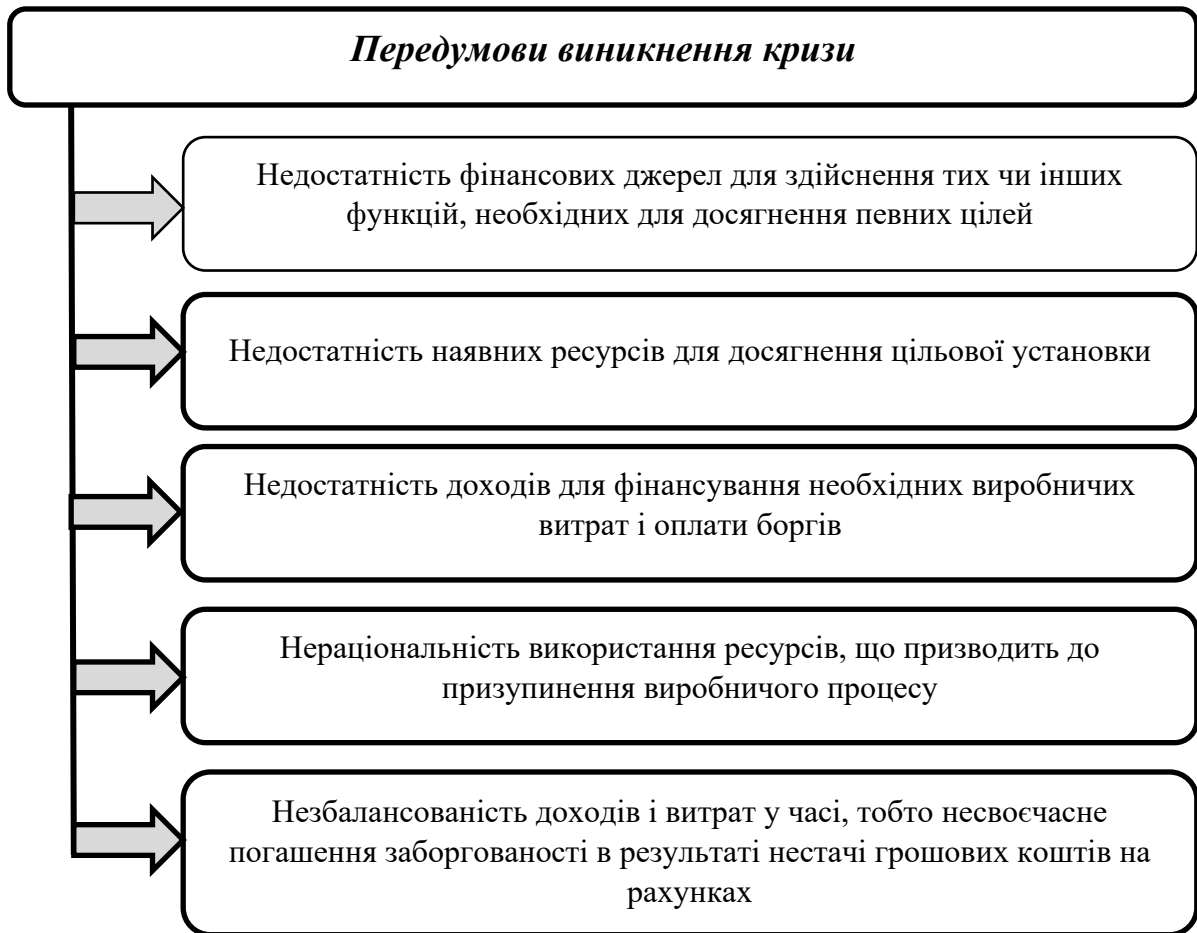 Передумови виникнення кризи
Недостатність фінансових джерел для здійснення тих чи інших
функцій, необхідних для досягнення певних цілей
Недостатність наявних ресурсів для досягнення цільової установки
Недостатність доходів для фінансування необхідних виробничих
витрат і оплати боргів
Нераціональність використання ресурсів, що призводить до
призупинення виробничого процесу
Незбалансованість доходів і витрат у часі, тобто несвоєчасне
погашення заборгованості в результаті нестачі грошових коштів на
рахунках